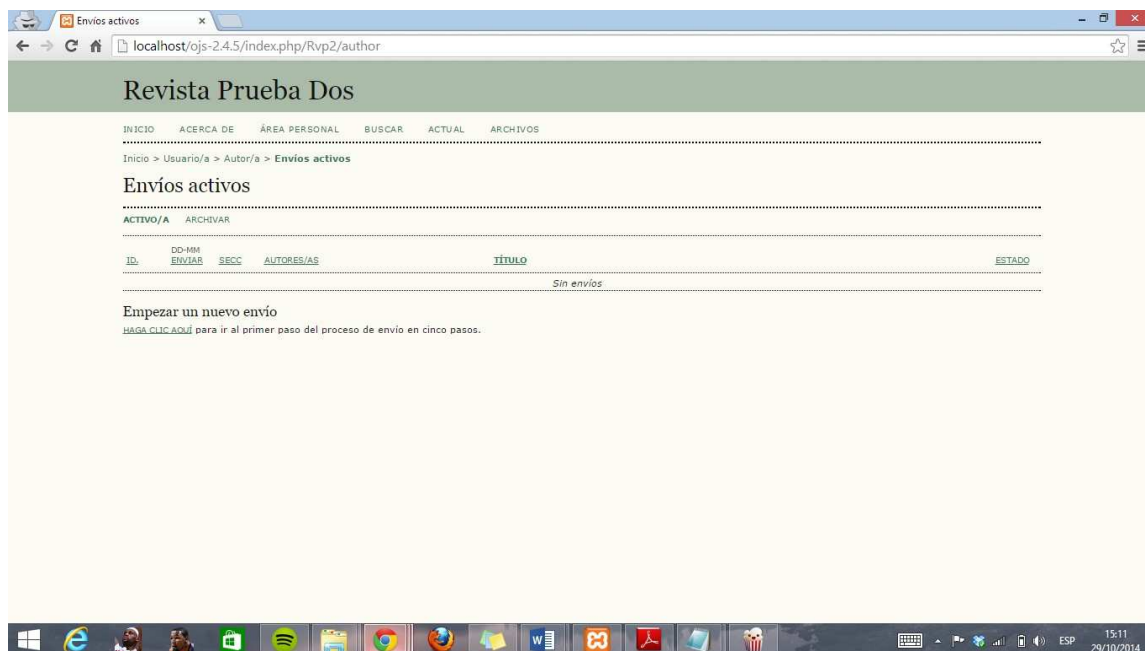 Envíos activos
localhost/ojs-2.4.5/index.php/Rvp2/author
Revista Prueba Dos
INICIO ACERCA DE ÁREA PERSONAL BUSCAR ACTUAL ARCHIVOS
Inicio > Usuario/a > Autor/a > Envíos activos
Envíos activos
ACTIVO/A ARCHIVAR
DD-MM
ID. ENVIAR SECC AUTORES/AS TÍTULO ESTADO
Sin envíos
Empezar un nuevo envío
HAGA CLIC AQUÍ para ir al primer paso del proceso de envío en cinco pasos.
ESP 15:11
29/10/2014